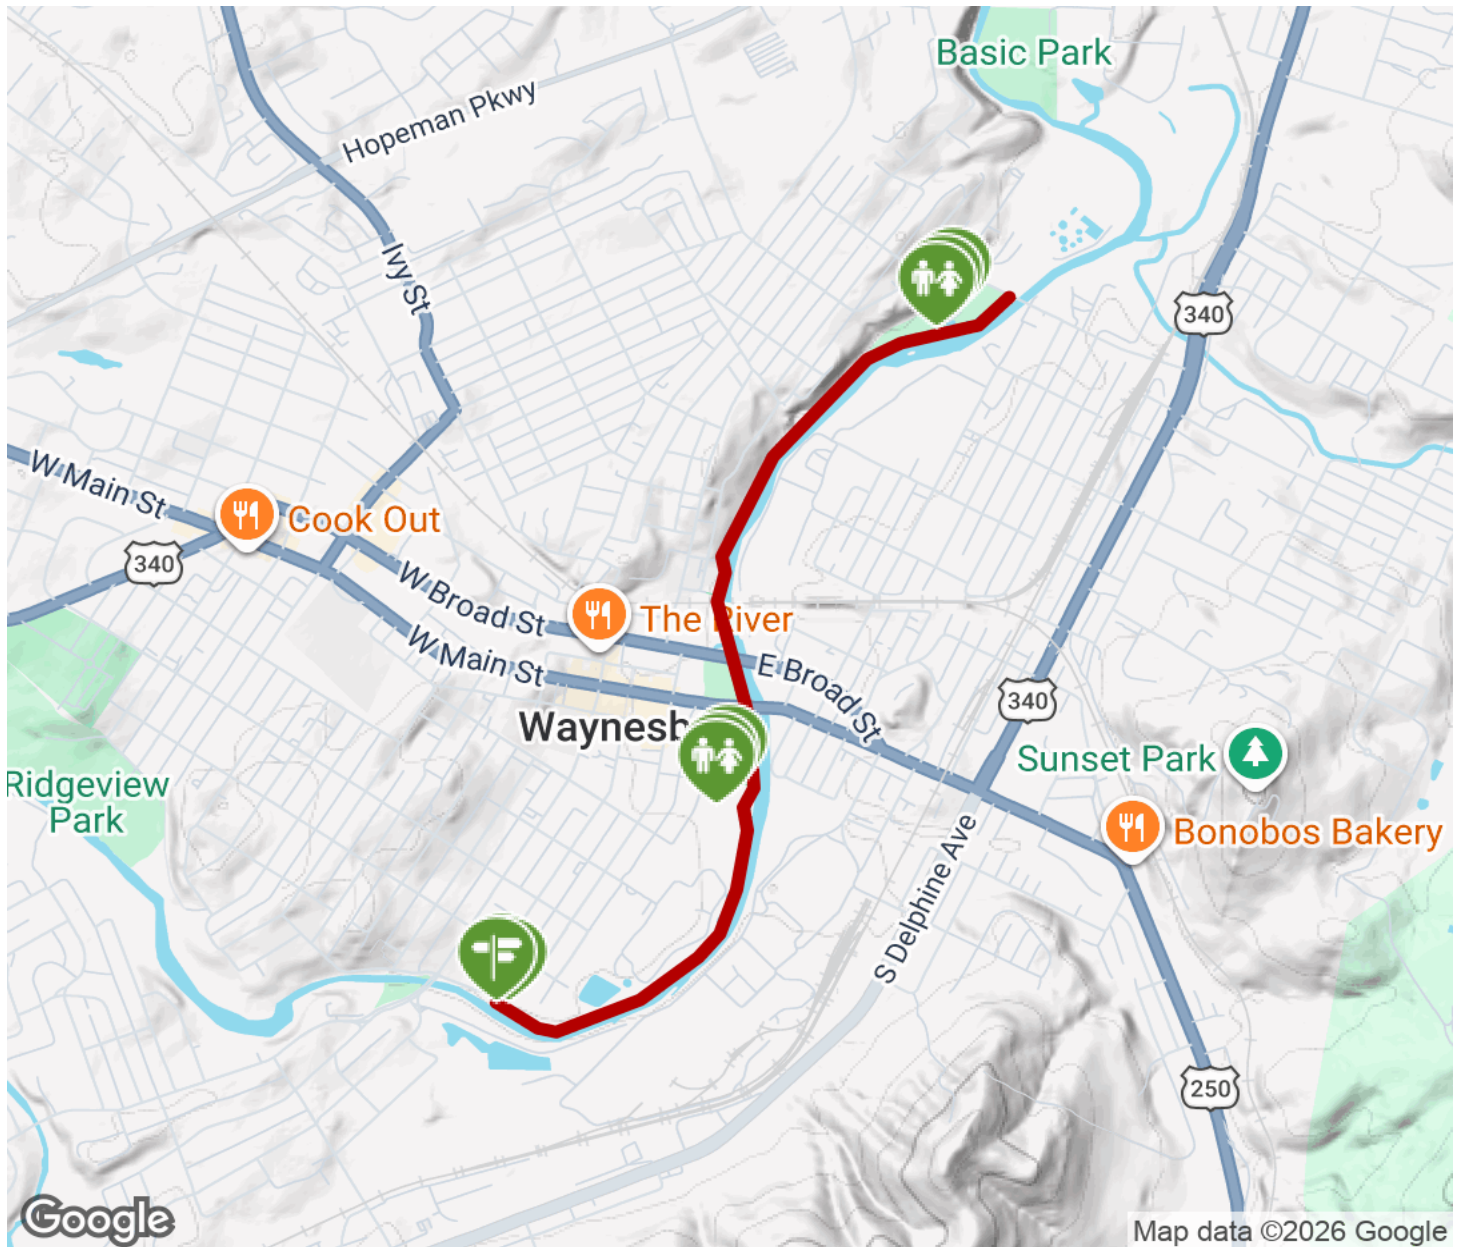 Basic Park
Hopeman Pkwy
Ivy St
340
W Main St
Cook Out
340
W Broad St
The River
W Main St
E Broad St
340
Waynesb
Sunset Park
Ridgeview
Park
Bonobos Bakery
S Delphine Ave
250
Google
Map data ©2026 Google